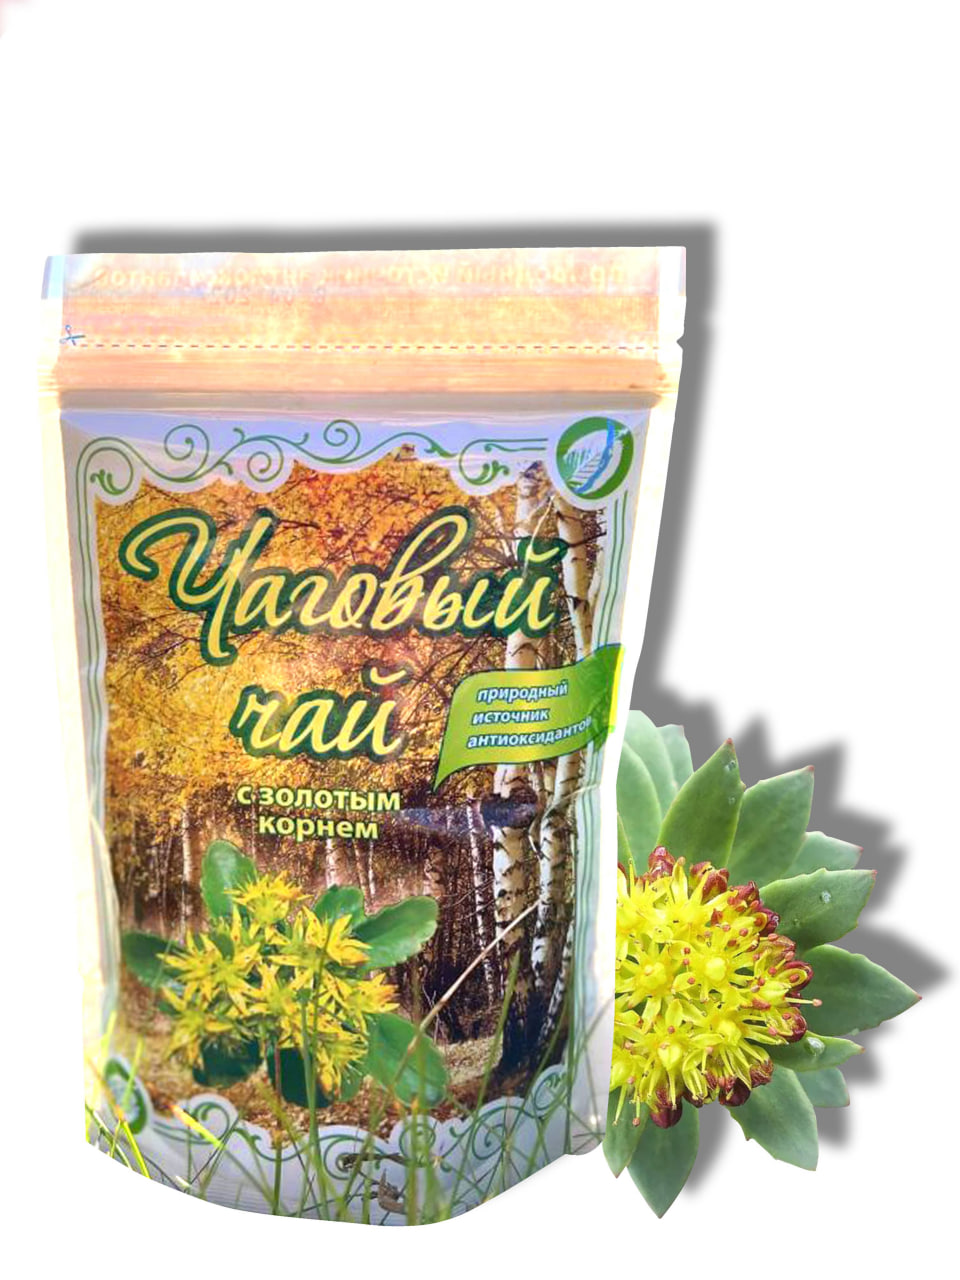 Чаговый
чай
природный
источник
антиоксидантов
с золотым
корнем